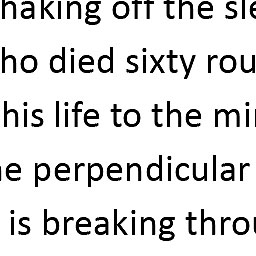 haking off the sle
ho died sixty rou
his life to the mi
e perpendicular
is breaking throu